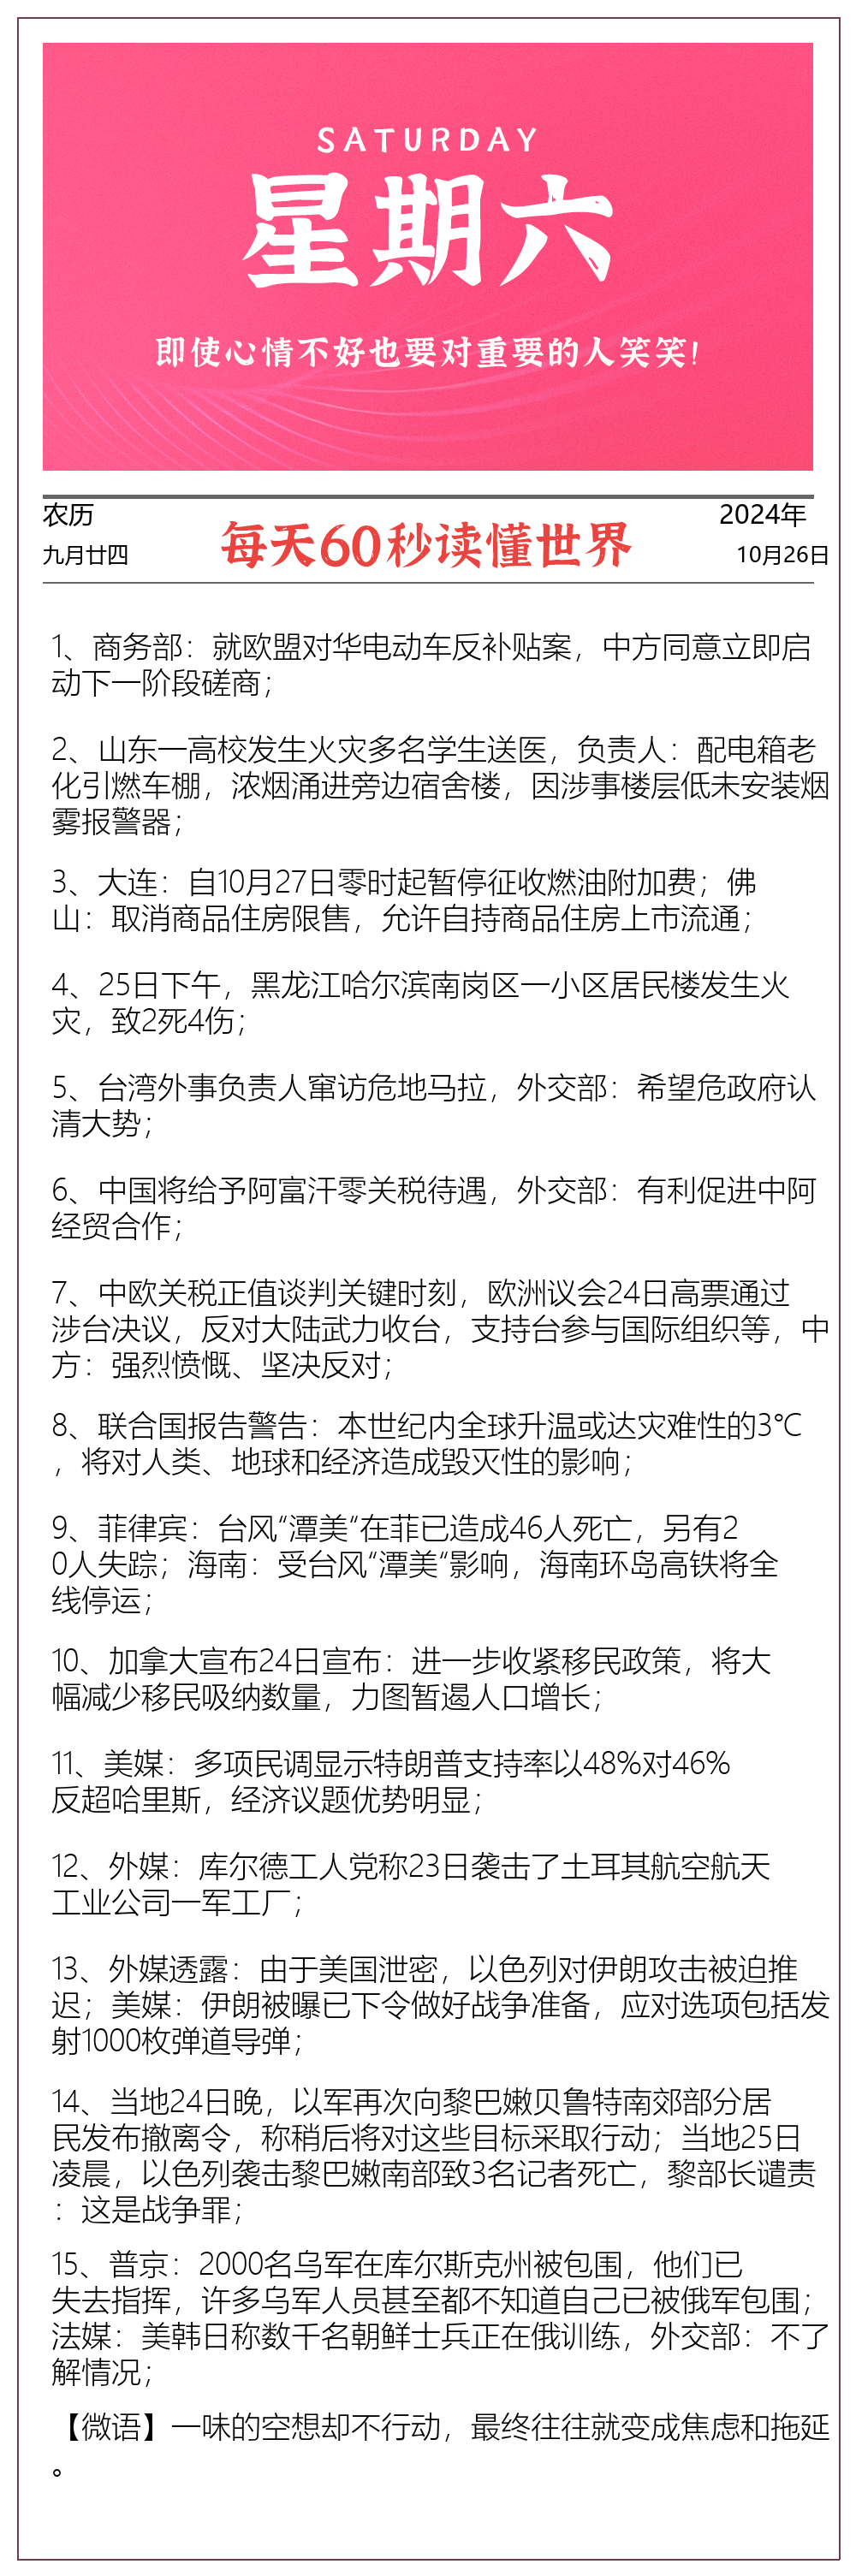 SATURDAY
星期六
即使心情不好也要对重要的人笑笑!
农历
2024年
每天60秒读懂世界
九月廿四
10月26日
1、商务部：就欧盟对华电动车反补贴案，中方同意立即启
动下一阶段磋商；
2、山东一高校发生火灾多名学生送医，负责人：配电箱老
化引燃车棚，浓烟涌进旁边宿舍楼，因涉事楼层低未安装烟
雾报警器；
3、大连：自10月27日零时起暂停征收燃油附加费；佛
山：取消商品住房限售，允许自持商品住房上市流通；
4、25日下午，黑龙江哈尔滨南岗区一小区居民楼发生火
灾，致2死4伤；
5、台湾外事负责人窜访危地马拉，外交部：希望危政府认
清大势；
6、中国将给予阿富汗零关税待遇，外交部：有利促进中阿
经贸合作；
7、中欧关税正值谈判关键时刻，欧洲议会24日高票通过
涉台决议，反对大陆武力收台，支持台参与国际组织等，中
方：强烈愤慨、坚决反对；
8、联合国报告警告：本世纪内全球升温或达灾难性的3℃
，将对人类、地球和经济造成毁灭性的影响；
9、菲律宾：台风“潭美“在菲已造成46人死亡，另有2
0人失踪；海南：受台风“潭美“影响，海南环岛高铁将全
线停运；
10、加拿大宣布24日宣布：进一步收紧移民政策，将大
幅减少移民吸纳数量，力图暂遏人口增长；
11、美媒：多项民调显示特朗普支持率以48%对46%
反超哈里斯，经济议题优势明显；
12、外媒：库尔德工人党称23日袭击了土耳其航空航天
工业公司一军工厂；
13、外媒透露：由于美国泄密，以色列对伊朗攻击被迫推
迟；美媒：伊朗被曝已下令做好战争准备，应对选项包括发
射1000枚弹道导弹；
14、当地24日晚，以军再次向黎巴嫩贝鲁特南郊部分居
民发布撤离令，称稍后将对这些目标采取行动；当地25日
凌晨，以色列袭击黎巴嫩南部致3名记者死亡，黎部长谴责
：这是战争罪；
15、普京：2000名乌军在库尔斯克州被包围，他们已
失去指挥，许多乌军人员甚至都不知道自己已被俄军包围；
法媒：美韩日称数千名朝鲜士兵正在俄训练，外交部：不了
解情况；
【微语】一味的空想却不行动，最终往往就变成焦虑和拖延
。